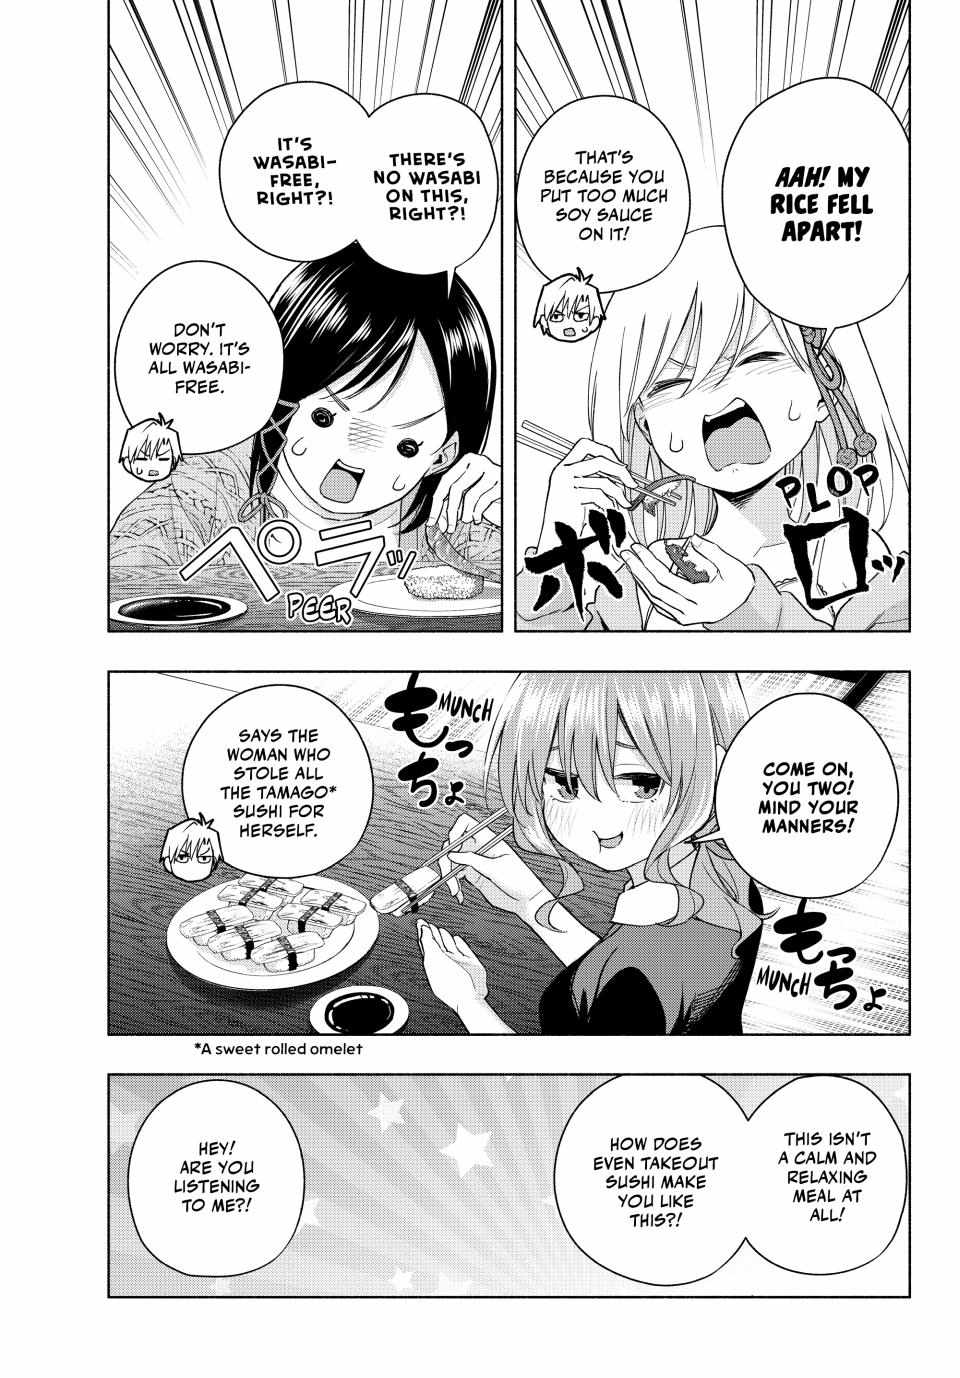 AAH! MY
RICE FELL
APART!
THAT'S
BECAUSE YOU
PUT TOO MUCH
SOY SAUCE
ON IT!
PLOP
ボロッ
THERE'S
NO WASABI
ON THIS,
RIGHT?!
IT'S
WASABI-
FREE,
RIGHT?!
DON'T
WORRY. IT'S
ALL WASABI-
FREE.
ペラッ
PEER
COME ON,
YOU TWO!
MIND YOUR
MANNERS!
もっちょ
MUNCH
SAYS THE
WOMAN WHO
STOLE ALL
THE TAMAGO*
SUSHI FOR
HERSELF.
もっちょ
MUNCH
*A sweet rolled omelet
THIS ISN'T
A CALM AND
RELAXING
MEAL AT
ALL!
HOW DOES
EVEN TAKEOUT
SUSHI MAKE
YOU LIKE
THIS?!
HEY!
ARE YOU
LISTENING
TO ME?!